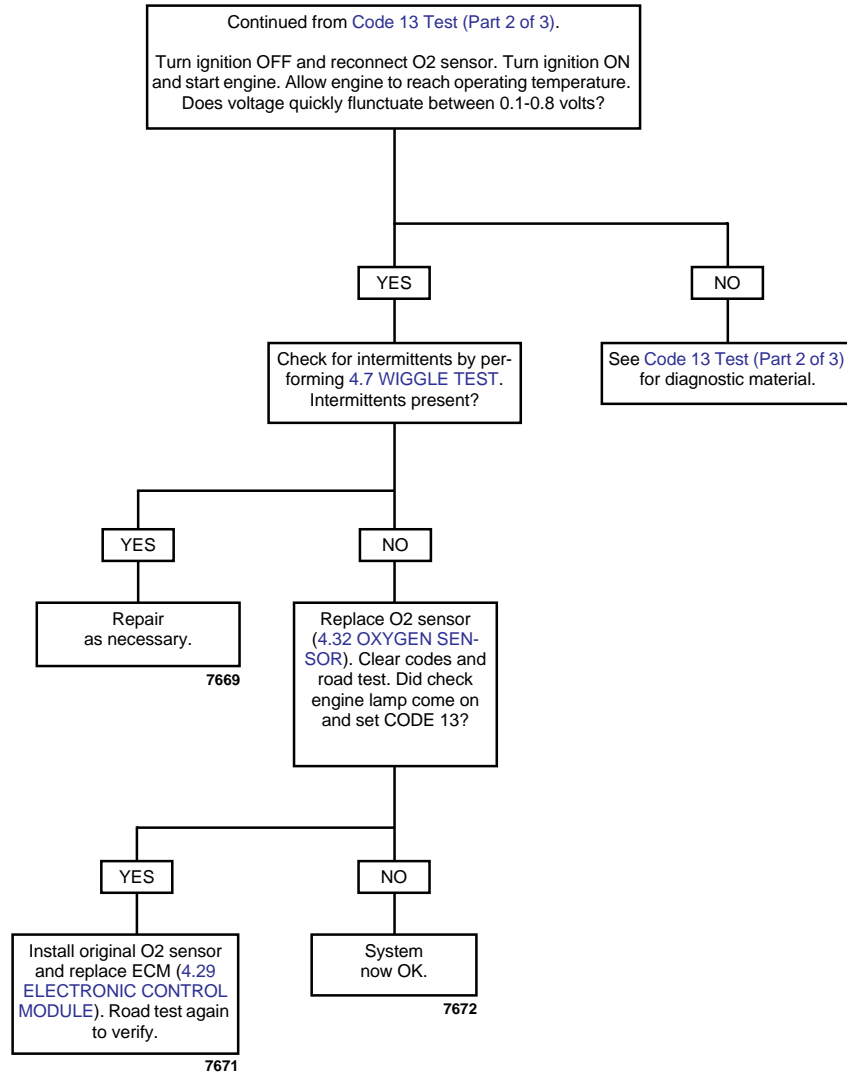 Continued from Code 13 Test (Part 2 of 3).
Turn ignition OFF and reconnect O2 sensor. Turn ignition ON
and start engine. Allow engine to reach operating temperature.
Does voltage quickly flunctuate between 0.1-0.8 volts?
YES
NO
Check for intermittents by per-
forming 4.7 WIGGLE TEST.
Intermittents present?
See Code 13 Test (Part 2 of 3)
for diagnostic material.
YES
NO
Repair
as necessary.
7669
Replace O2 sensor
(4.32 OXYGEN SEN-
SOR). Clear codes and
road test. Did check
engine lamp come on
and set CODE 13?
YES
NO
Install original O2 sensor
and replace ECM (4.29
ELECTRONIC CONTROL
MODULE). Road test again
to verify.
7671
System
now OK.
7672